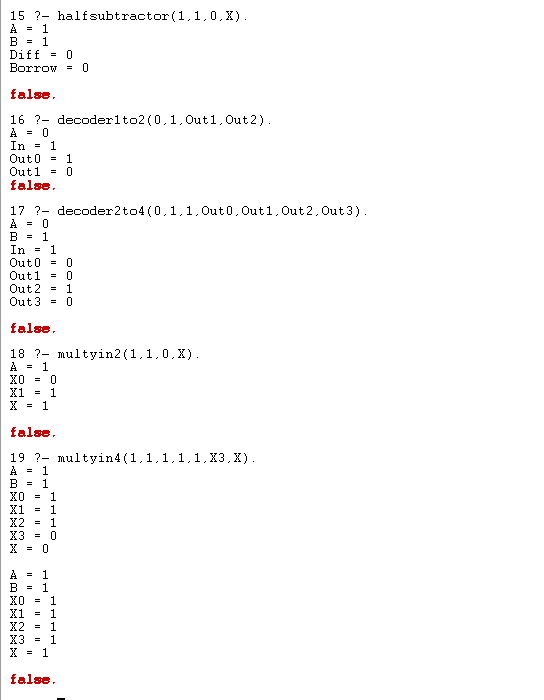 15 ?- halfsubtractor(1,1,0,X).
A = 1
B = 1
Diff = 0
Borrow = 0
false.
16 ?- decoder1to2(0,1,Out1,Out2).
A = 0
In = 1
Out0 = 1
Out1 = 0
false.
17 ?- decoder2to4(0,1,1,Out0,Out1,Out2,Out3).
A = 0
B = 1
In = 1
Out0 = 0
Out1 = 0
Out2 = 1
Out3 = 0
false.
18 ?- multyin2(1,1,0,X).
A = 1
X0 = 0
X1 = 1
X = 1
false.
19 ?- multyin4(1,1,1,1,1,X3,X).
A = 1
B = 1
X0 = 1
X1 = 1
X2 = 1
X3 = 0
X = 0
A = 1
B = 1
X0 = 1
X1 = 1
X2 = 1
X3 = 1
X = 1
false.